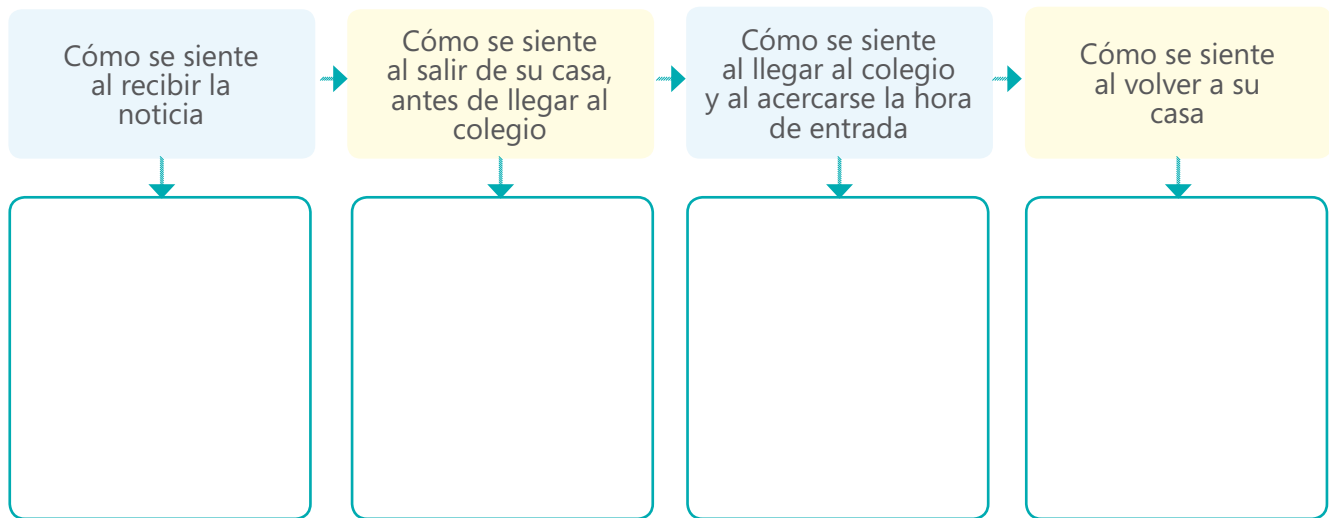 Cómo se siente
al recibir la
noticia
Cómo se siente
al salir de su casa,
antes de llegar al
colegio
Cómo se siente
al llegar al colegio
y al acercarse la hora
de entrada
Cómo se siente
al volver a su
casa